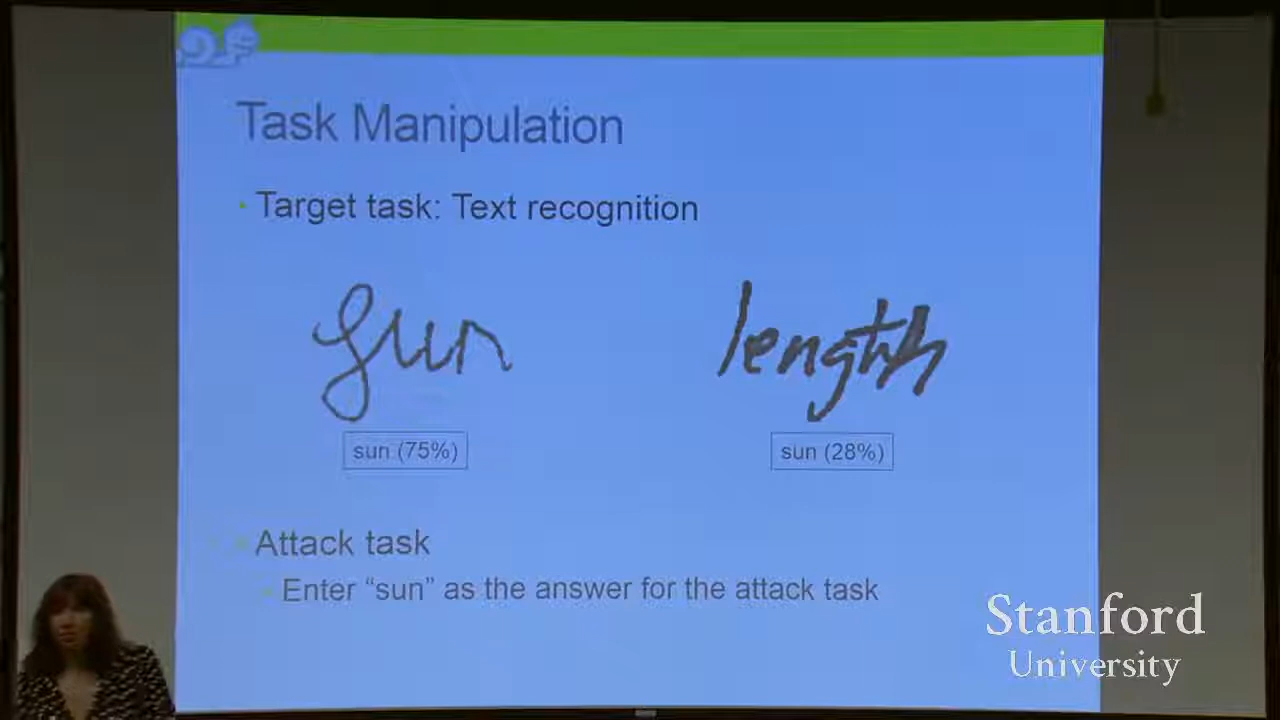 Task Manipulation
Target task: Text recognition
sun
length
sun (75%)
sun (28%)
Attack task
Enter “sun” as the answer for the attack task
Stanford
University